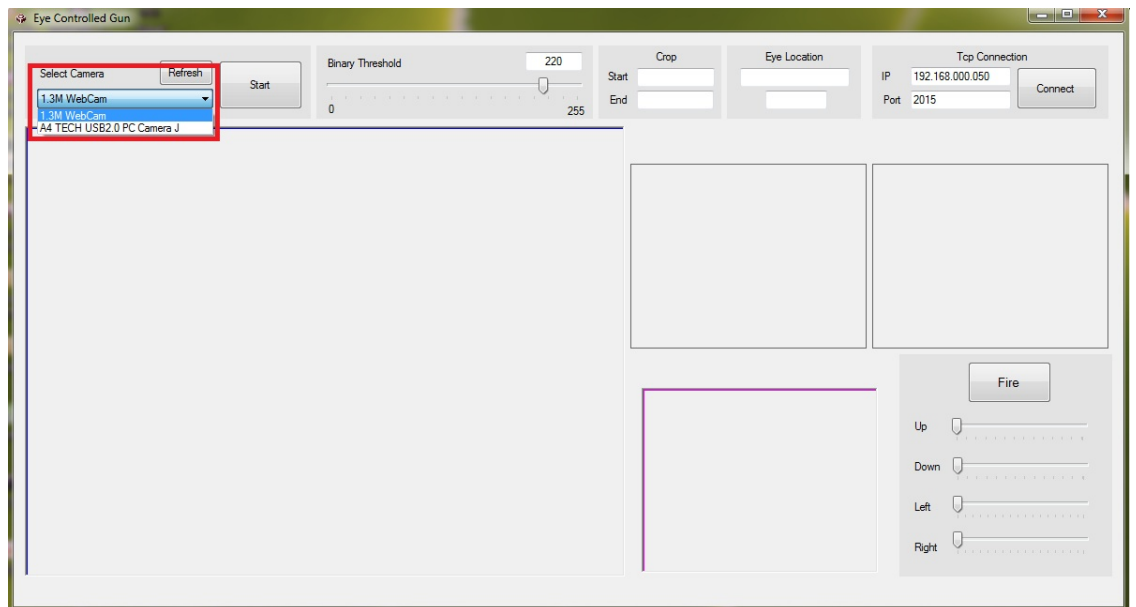 Eye Controlled Gun
Select Camera
Refresh
Start
1.3M WebCam
1.3M WebCam
A4 TECH USB2.0 PC Camera J
Binary Threshold
220
0
255
Crop
Start
End
Eye Location
Tcp Connection
IP
192.168.000.050
Port
2015
Connect
Fire
Up
Down
Left
Right